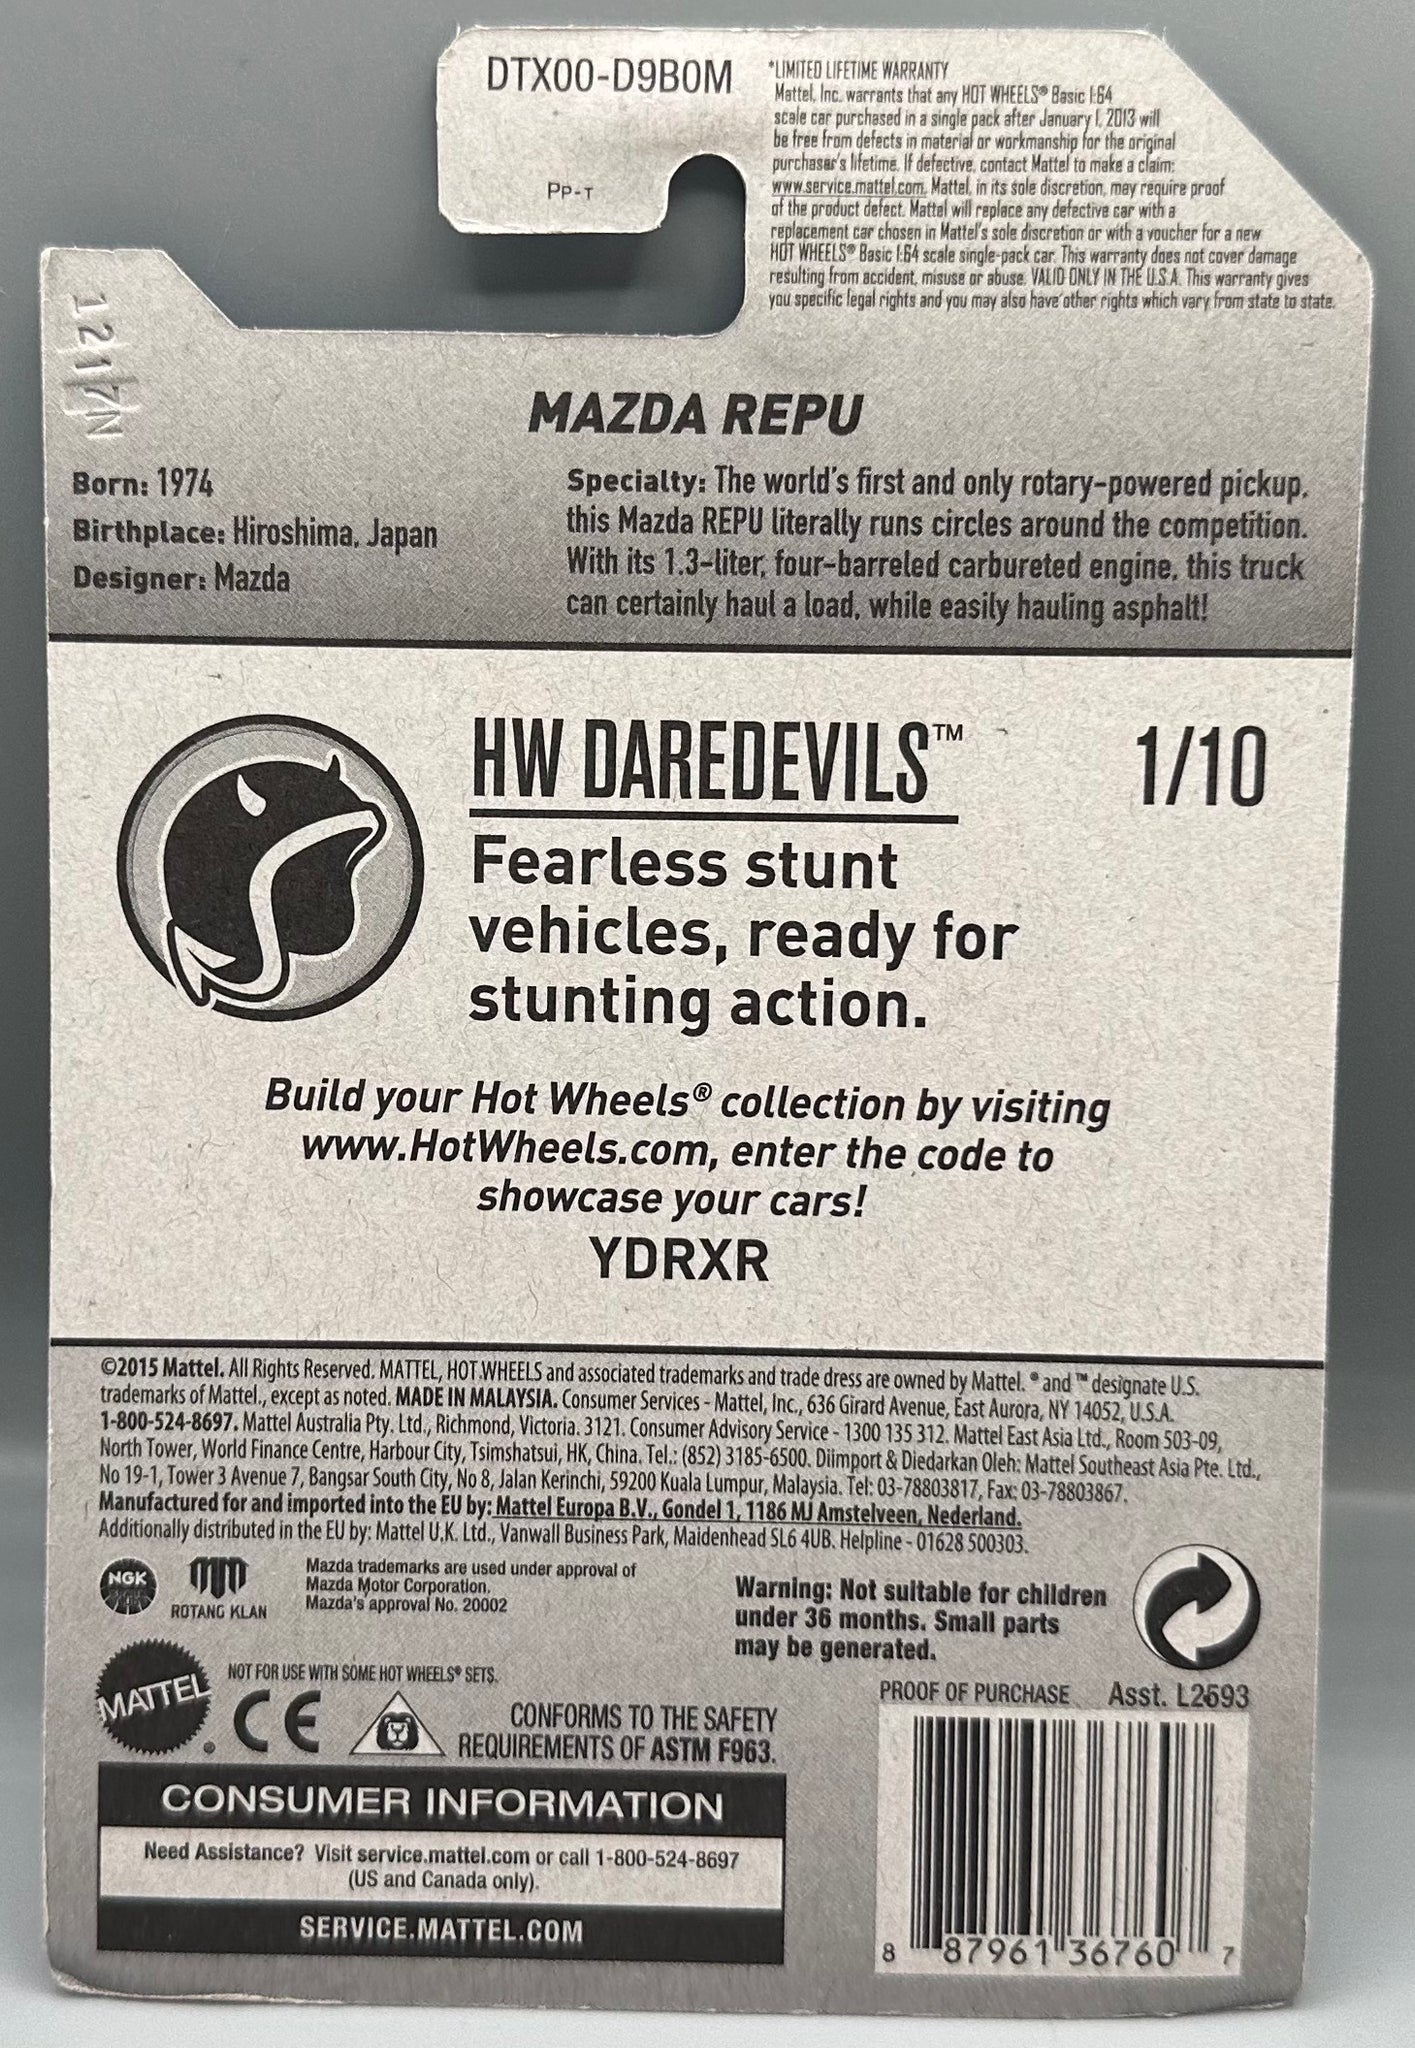 DTX00-D9B0M
PP-T
*LIMITED LIFETIME WARRANTY
Mattel, Inc. warrants that any HOT WHEELS® Basic 1:64
scale car purchased in a single pack after January 1, 2013 will
be free from defects in material or workmanship for the original
purchaser's lifetime. If defective, contact Mattel to make a claim:
www.service.mattel.com. Mattel, in its sole discretion, may require proof
of the product defect. Mattel will replace any defective car with a
replacement car chosen in Mattel's sole discretion or with a voucher for a new
HOT WHEELS® Basic 1:64 scale single-pack car. This warranty does not cover damage
resulting from accident, misuse or abuse. VALID ONLY IN THE U.S.A. This warranty gives
you specific legal rights and you may also have other rights which vary from state to state.
1217N
MAZDA REPU
Born: 1974
Birthplace: Hiroshima, Japan
Designer: Mazda
Specialty: The world's first and only rotary-powered pickup,
this Mazda REPU literally runs circles around the competition.
With its 1.3-liter, four-barreled carbureted engine, this truck
can certainly haul a load, while easily hauling asphalt!
HW DAREDEVILS™
1/10
Fearless stunt
vehicles, ready for
stunting action.
Build your Hot Wheels® collection by visiting
www.HotWheels.com, enter the code to
showcase your cars!
YDRXR
©2015 Mattel. All Rights Reserved. MATTEL, HOT WHEELS and associated trademarks and trade dress are owned by Mattel. ® and ™ designate U.S.
trademarks of Mattel., except as noted. MADE IN MALAYSIA. Consumer Services - Mattel, Inc., 636 Girard Avenue, East Aurora, NY 14052, U.S.A.
1-800-524-8697. Mattel Australia Pty. Ltd., Richmond, Victoria. 3121. Consumer Advisory Service - 1300 135 312. Mattel East Asia Ltd., Room 503-09,
North Tower, World Finance Centre, Harbour City, Tsimshatsui, HK, China. Tel.: (852) 3185-6500. Diimport & Diedarkan Oleh: Mattel Southeast Asia Pte. Ltd.,
No 19-1, Tower 3 Avenue 7, Bangsar South City, No 8, Jalan Kerinchi, 59200 Kuala Lumpur, Malaysia. Tel: 03-78803817, Fax: 03-78803867.
Manufactured for and imported into the EU by: Mattel Europa B.V., Gondel 1, 1186 MJ Amstelveen, Nederland.
Additionally distributed in the EU by: Mattel U.K. Ltd., Vanwall Business Park, Maidenhead SL6 4UB. Helpline - 01628 500303.
NGK
ROTANG KLAN
Mazda trademarks are used under approval of
Mazda Motor Corporation.
Mazda's approval No. 20002
Warning: Not suitable for children
under 36 months. Small parts
may be generated.
MATTEL
NOT FOR USE WITH SOME HOT WHEELS® SETS.
CE
CONFORMS TO THE SAFETY
REQUIREMENTS OF ASTM F963.
PROOF OF PURCHASE Asst. L2593
CONSUMER INFORMATION
Need Assistance? Visit service.mattel.com or call 1-800-524-8697
(US and Canada only).
SERVICE.MATTEL.COM
8 87961 36760 7